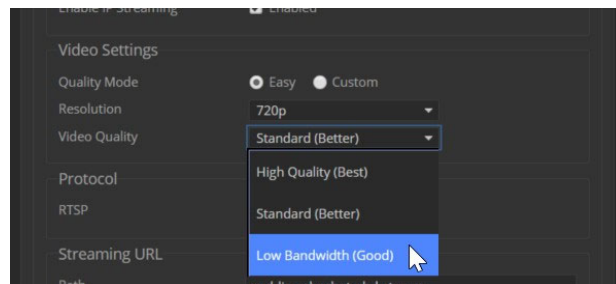 Enable IP Streaming Enabled
Video Settings
Quality Mode Easy Custom
Resolution 720p
Video Quality Standard (Better)
High Quality (Best)
Protocol
RTSP Standard (Better)
Streaming URL Low Bandwidth (Good)
Path